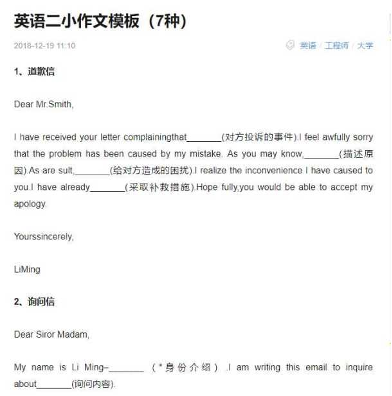 英语二小作文模板（7种）
2018-12-19 11:10 英语 工程师 大学
1、道歉信
Dear Mr.Smith,
I have received your letter complainingthat_______(对方投诉的事件).I feel awfully sorry
that the problem has been caused by my mistake. As you may know,_______(描述原
因).As are sult,_______(给对方造成的困扰).I realize the inconvenience I have caused to
you.I have already_______(采取补救措施).Hope fully,you would be able to accept my
apology.
Yourssincerely,
LiMing
2、询问信
Dear Siror Madam,
My name is Li Ming–_______ (*身份介绍) .I am writing this email to inquire
about_______(询问内容).